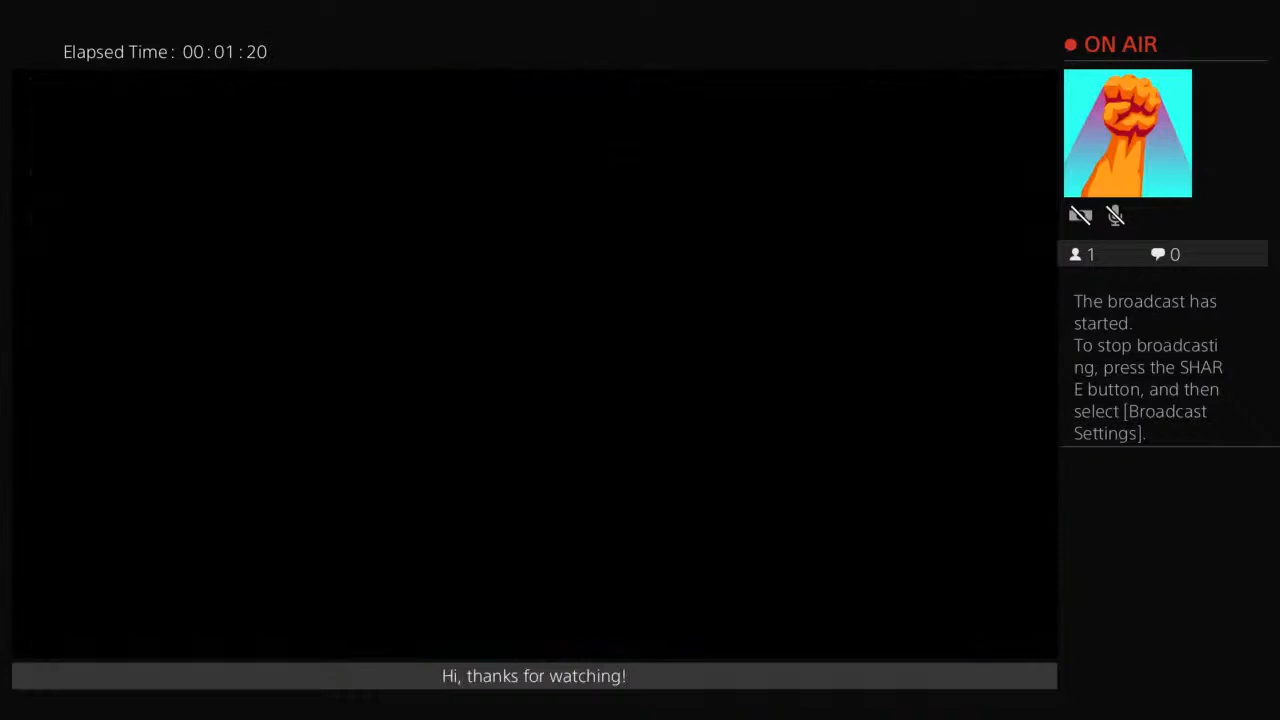 Elapsed Time: 00:01:20
ON AIR
1 0
The broadcast has
started.
To stop broadcasti
ng, press the SHAR
E button, and then
select [Broadcast
Settings].
Hi, thanks for watching!